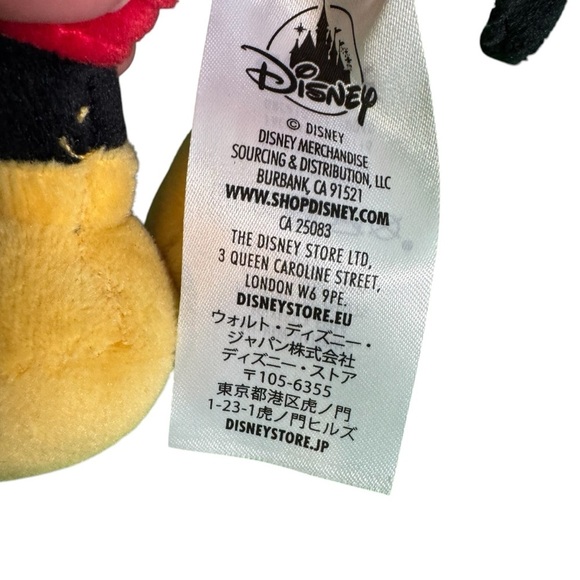 Disney
© DISNEY
DISNEY MERCHANDISE
SOURCING & DISTRIBUTION, LLC
BURBANK, CA 91521
WWW.SHOPDISNEY.COM
CA 25083
THE DISNEY STORE LTD,
3 QUEEN CAROLINE STREET,
LONDON W6 9PE.
DISNEYSTORE.EU
ウォルト・ディズニー・
ジャパン株式会社
ディズニー・ストア
〒105-6355
東京都港区虎ノ門
1-23-1虎ノ門ヒルズ
DISNEYSTORE.JP